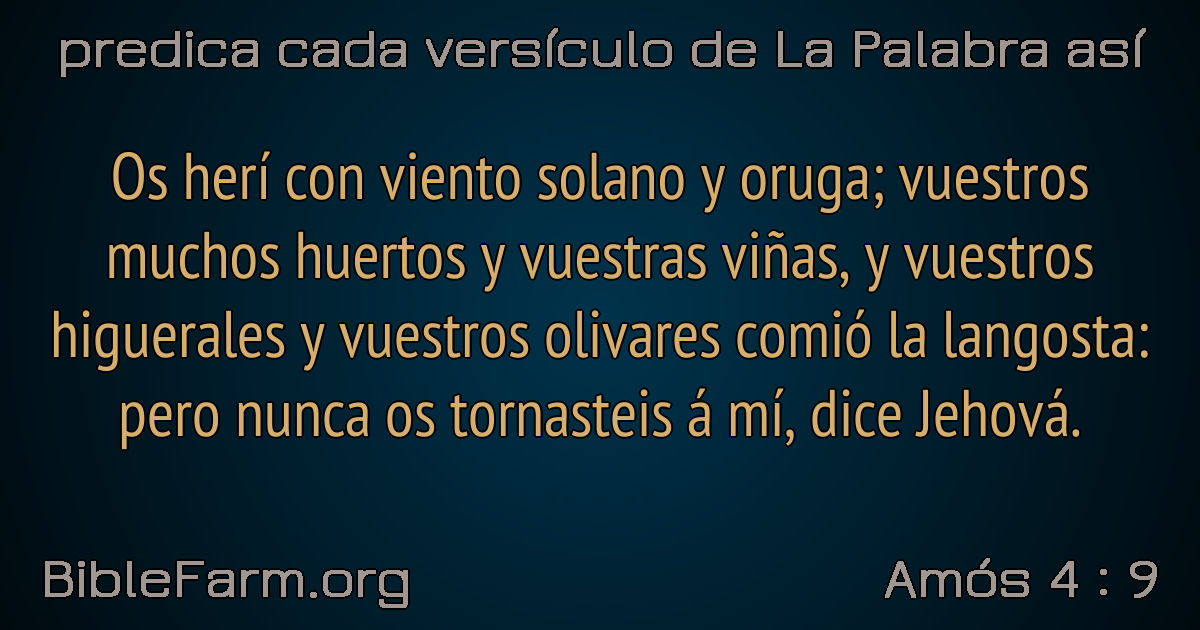 predica cada versículo de La Palabra así
Os herí con viento solano y oruga; vuestros
muchos huertos y vuestras viñas, y vuestros
higuerales y vuestros olivares comió la langosta:
pero nunca os tornasteis á mí, dice Jehová.
BibleFarm.org
Amós 4 : 9